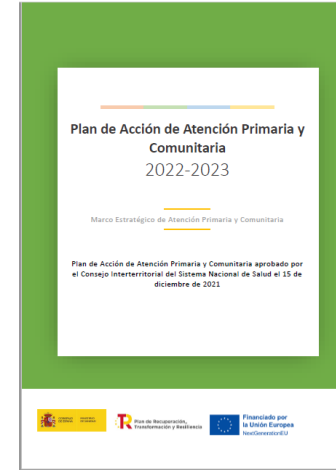 Plan de Acción de Atención Primaria y
Comunitaria
2022-2023
Marco Estratégico de Atención Primaria y Comunitaria
Plan de Acción de Atención Primaria y Comunitaria aprobado por
el Consejo Interterritorial del Sistema Nacional de Salud el 15 de
diciembre de 2021
Plan de Recuperación,
Transformación y Resiliencia
Financiado por
la Unión Europea
NextGenerationEU